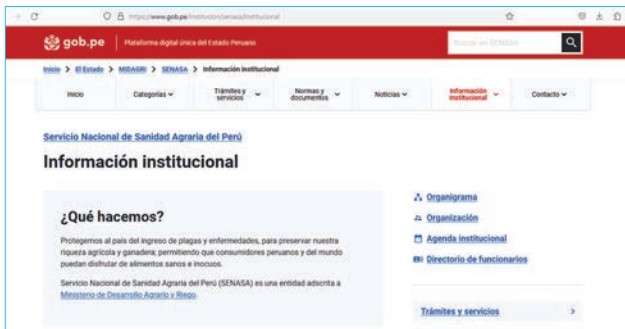 https://www.gob.pe/institucion/senasa/institucional
gob.pe
Plataforma digital única del Estado Peruano
Buscar en SENASA
Inicio > El Estado > MIDAGRI > SENASA > Información institucional
Inicio
Categorías
Trámites y servicios
Normas y documentos
Noticias
Información institucional
Contacto
Servicio Nacional de Sanidad Agraria del Perú
Información institucional
¿Qué hacemos?
Protegemos al país del ingreso de plagas y enfermedades, para preservar nuestra
riqueza agrícola y ganadera; permitiendo que consumidores peruanos y del mundo
puedan disfrutar de alimentos sanos e inocuos.
Servicio Nacional de Sanidad Agraria del Perú (SENASA) es una entidad adscrita a
Ministerio de Desarrollo Agrario y Riego.
Organigrama
Organización
Agenda institucional
Directorio de funcionarios
Trámites y servicios